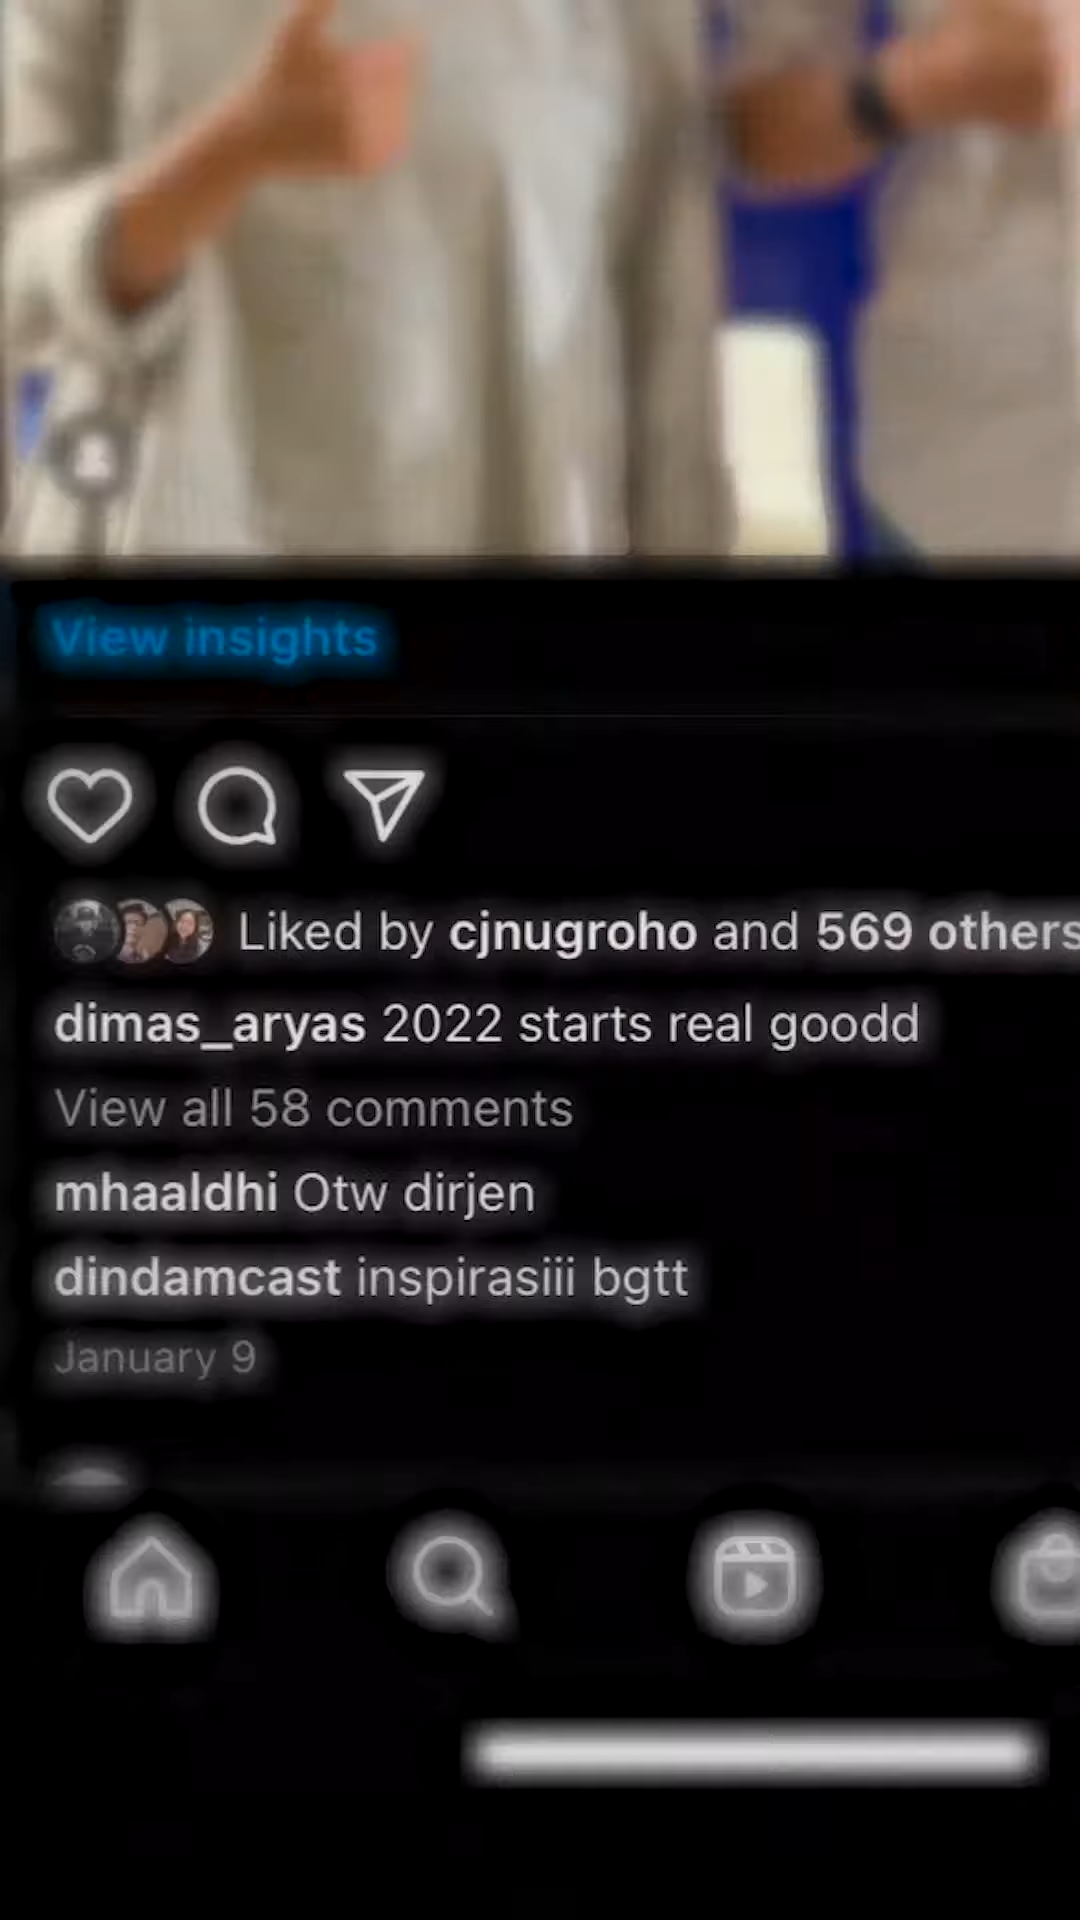 View insights
Liked by cjnugroho and 569 others
dimas_aryas 2022 starts real goodd
View all 58 comments
mhaaldhi Otw dirjen
dindamcast inspirasiii bgtt
January 9